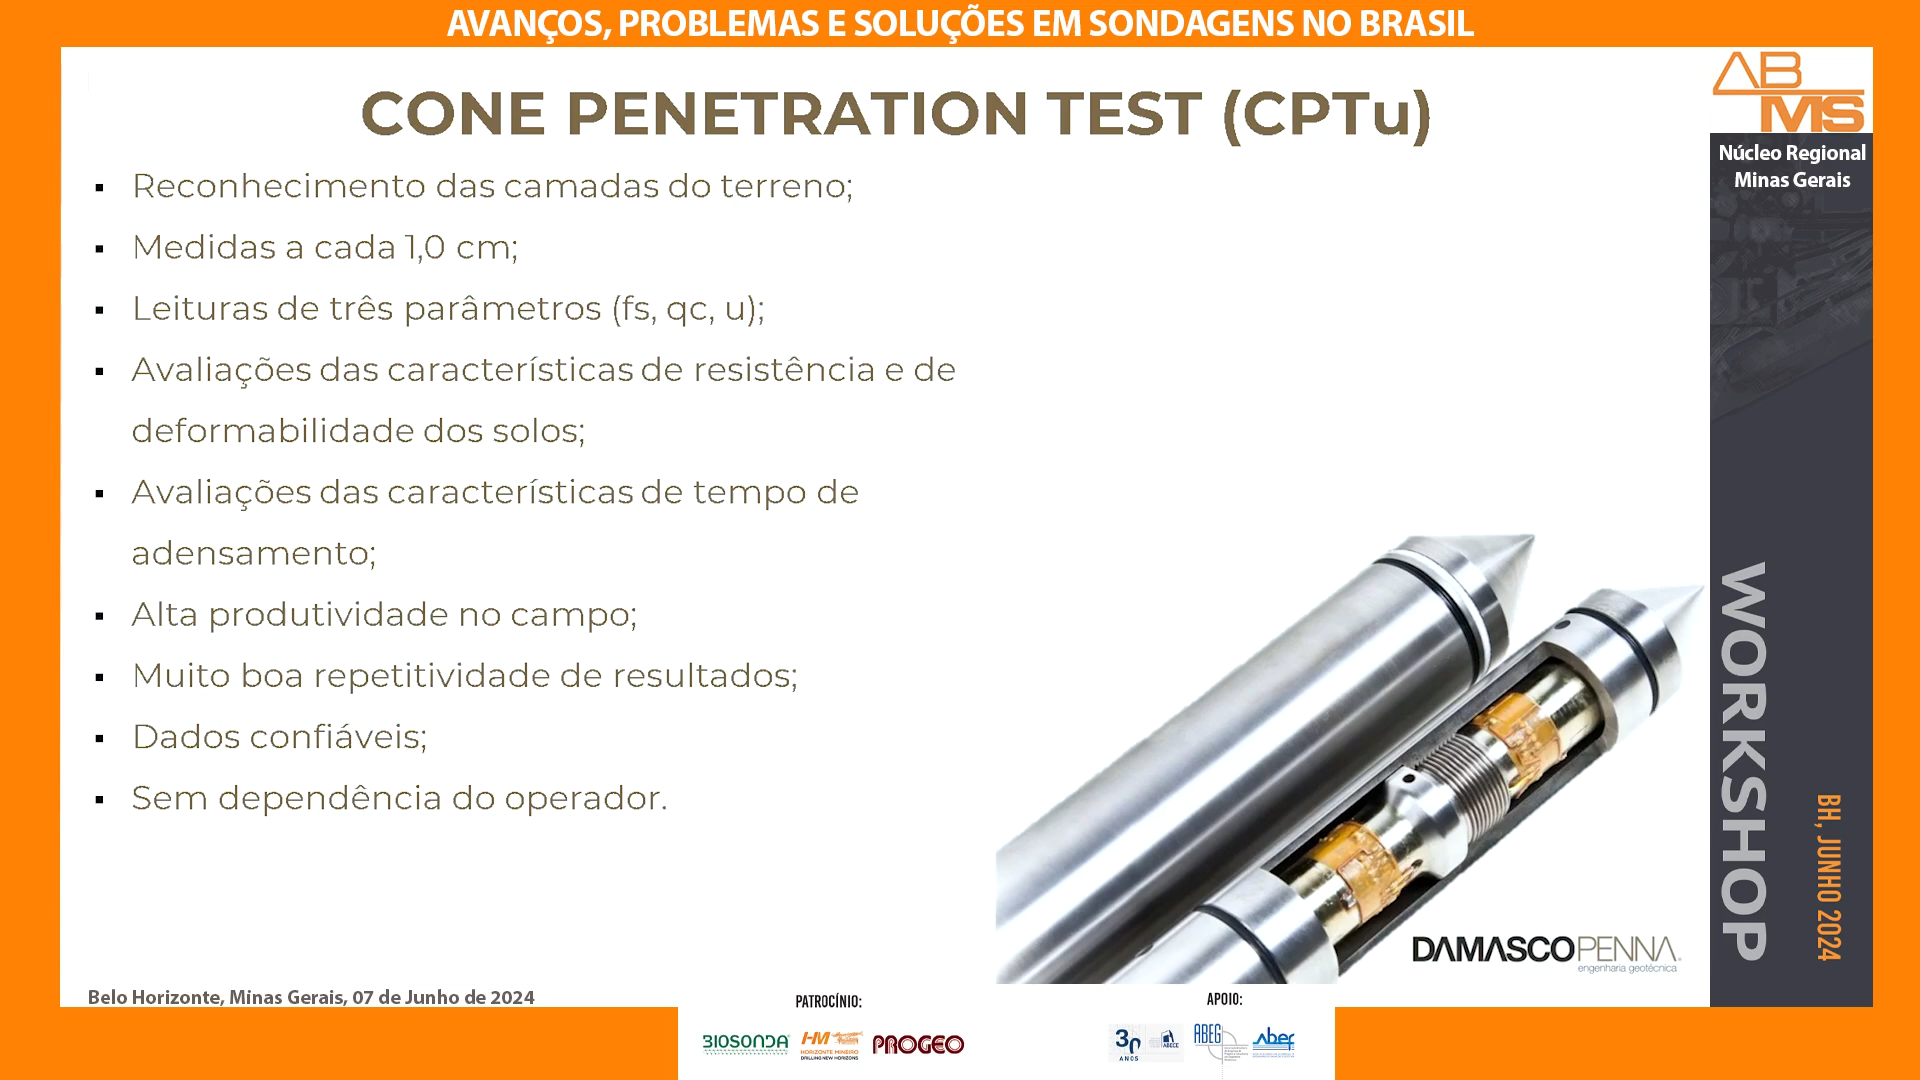 AVANÇOS, PROBLEMAS E SOLUÇÕES EM SONDAGENS NO BRASIL
ABMS
Núcleo Regional
Minas Gerais
CONE PENETRATION TEST (CPTu)
▪ Reconhecimento das camadas do terreno;
▪ Medidas a cada 1,0 cm;
▪ Leituras de três parâmetros (fs, qc, u);
▪ Avaliações das características de resistência e de
deformabilidade dos solos;
▪ Avaliações das características de tempo de
adensamento;
▪ Alta produtividade no campo;
▪ Muito boa repetitividade de resultados;
▪ Dados confiáveis;
▪ Sem dependência do operador.
WORKSHOP
BH, JUNHO 2024
DAMASCOPENNA
engenharia geotécnica
Belo Horizonte, Minas Gerais, 07 de Junho de 2024
PATROCÍNIO:
BIOSONDA
HM
HORIZONTE MINEIRO
DRILLING NEW HORIZONS
PROGEO
APOIO:
30
ANOS
ABECE
ABEG
abef